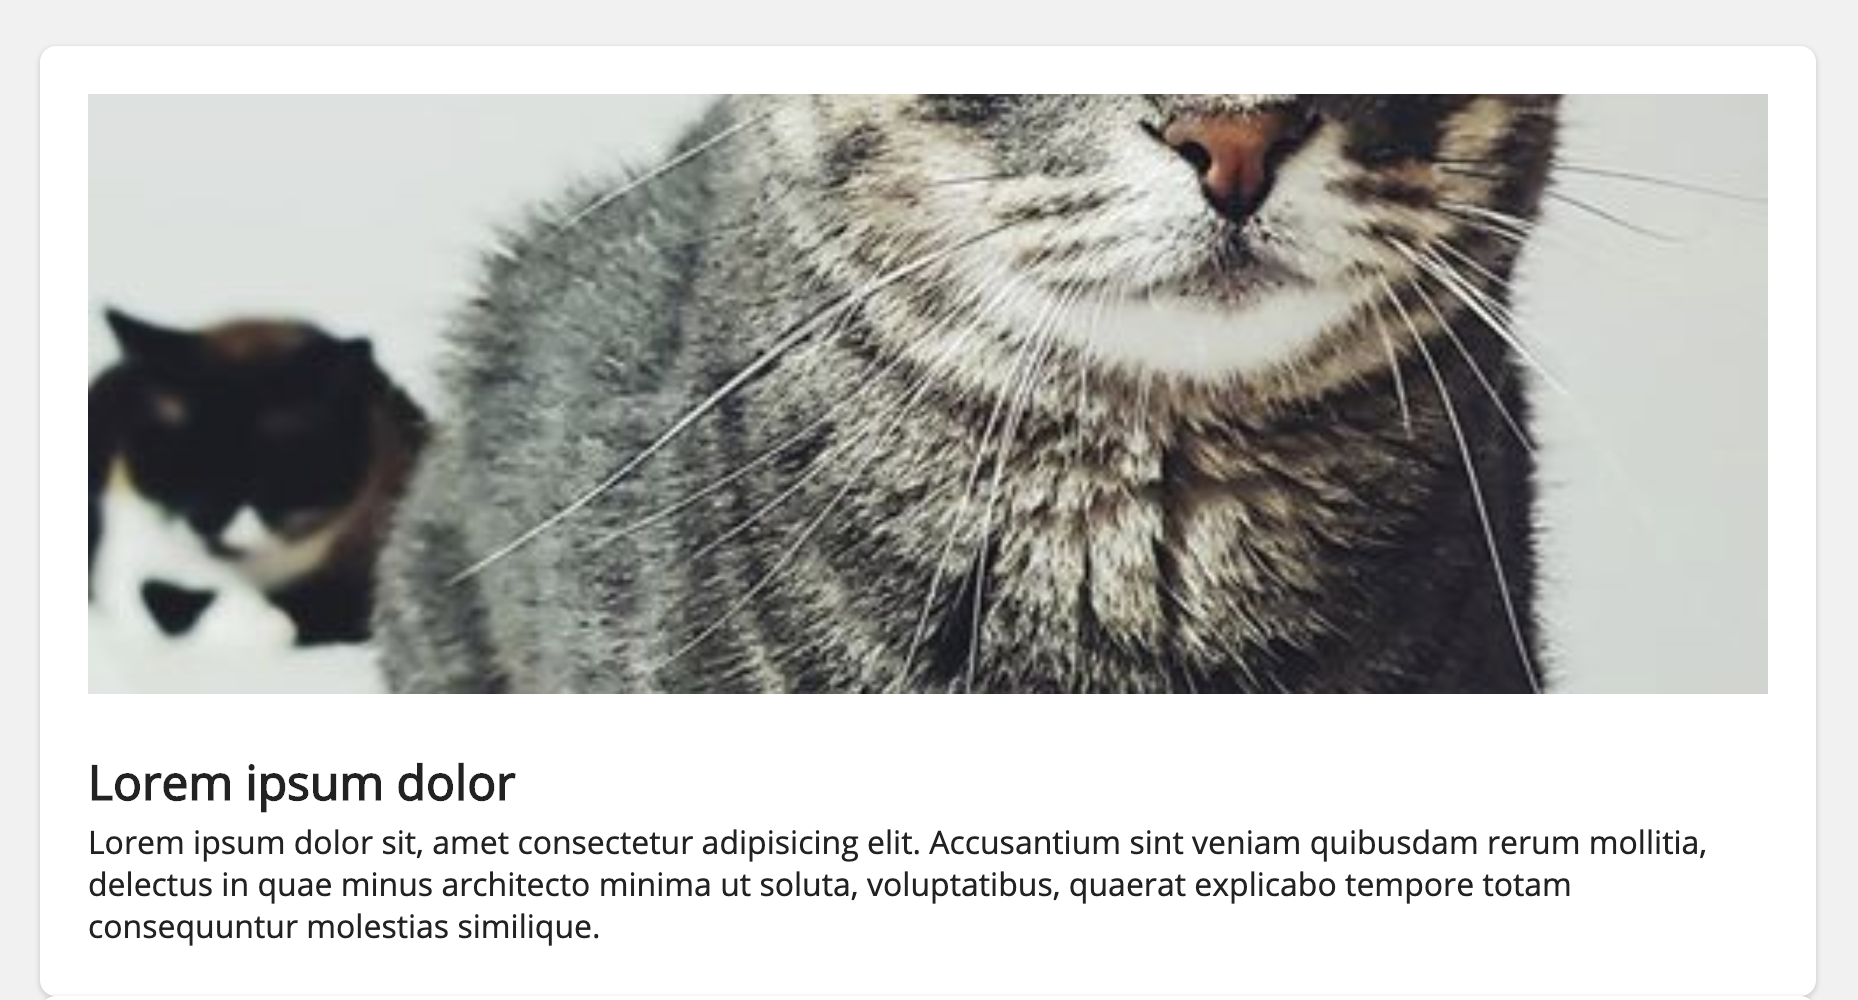 Lorem ipsum dolor
Lorem ipsum dolor sit, amet consectetur adipisicing elit. Accusantium sint veniam quibusdam rerum mollitia,
delectus in quae minus architecto minima ut soluta, voluptatibus, quaerat explicabo tempore totam
consequuntur molestias similique.